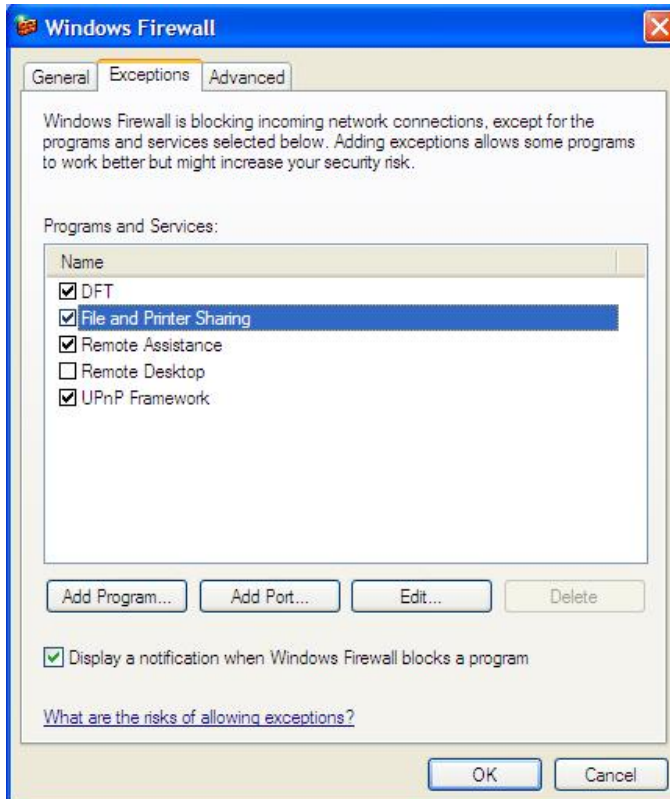 Windows Firewall
General Exceptions Advanced
Windows Firewall is blocking incoming network connections, except for the
programs and services selected below. Adding exceptions allows some programs
to work better but might increase your security risk.
Programs and Services:
Name
DFT
File and Printer Sharing
Remote Assistance
Remote Desktop
UPnP Framework
Add Program... Add Port... Edit... Delete
Display a notification when Windows Firewall blocks a program
What are the risks of allowing exceptions?
OK Cancel